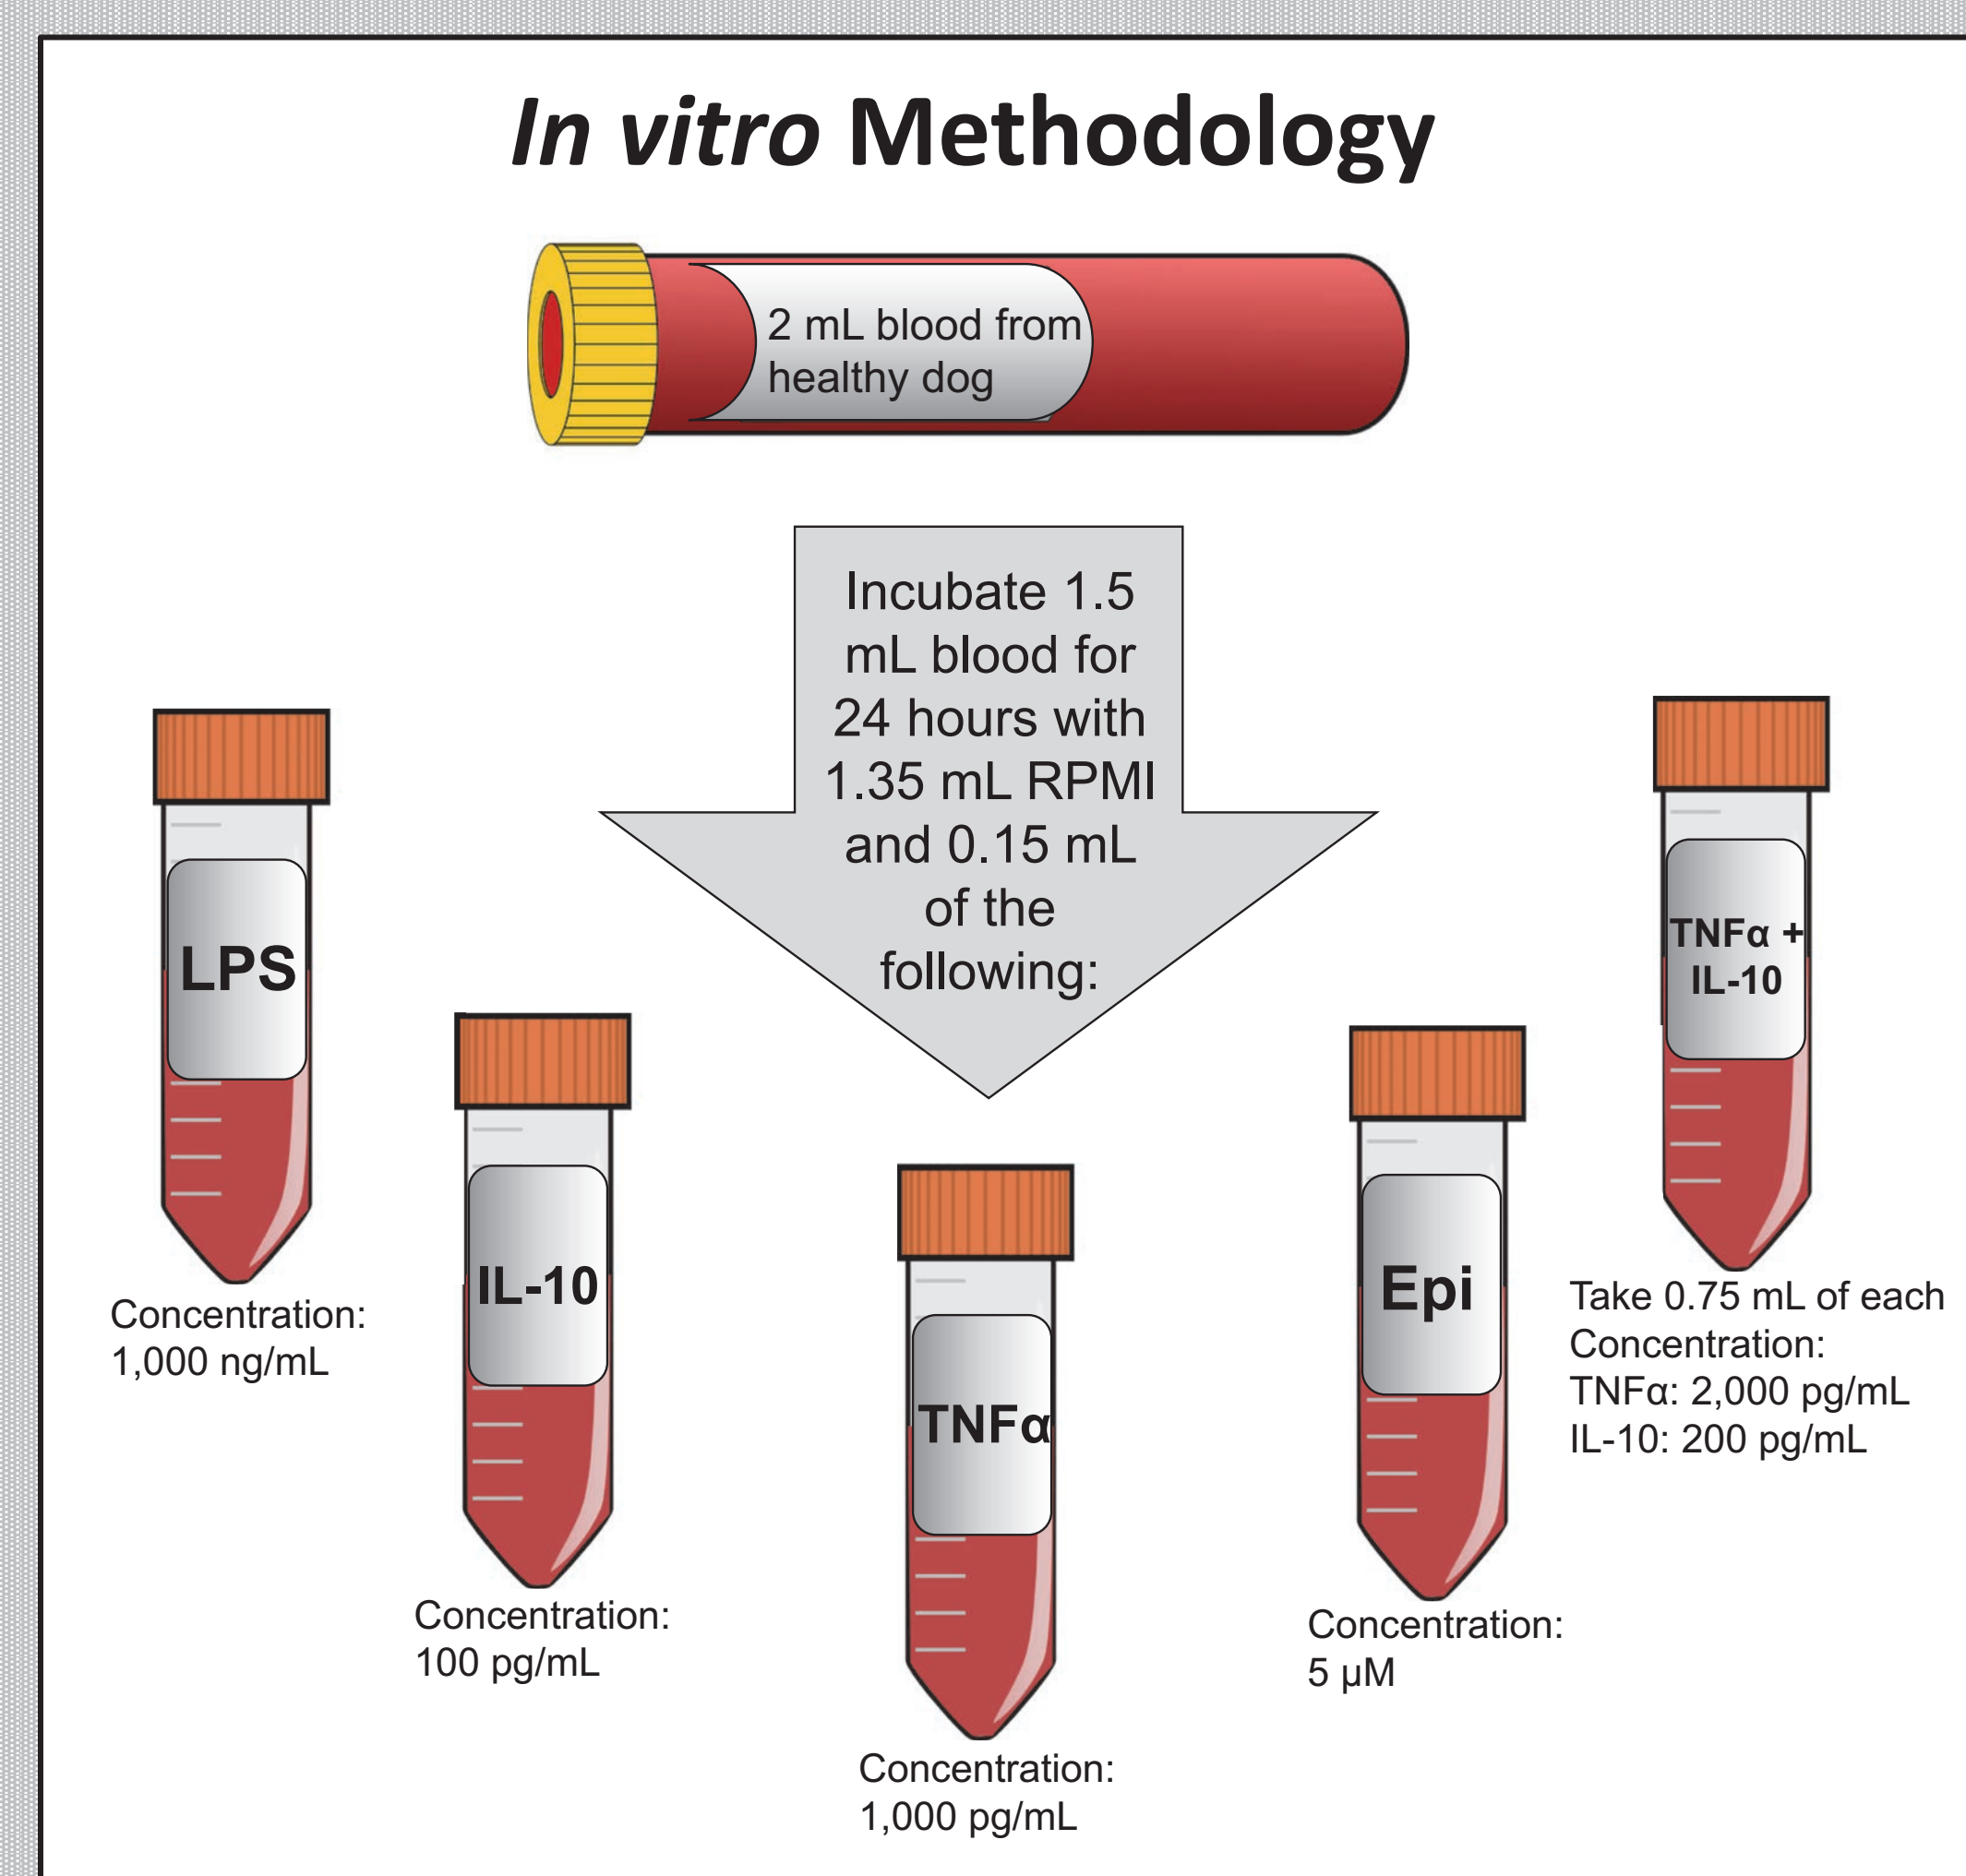 In vitro Methodology
2 mL blood from
healthy dog
Incubate 1.5
mL blood for
24 hours with
1.35 mL RPMI
and 0.15 mL
of the
following:
LPS
Concentration:
1,000 ng/mL
IL-10
Concentration:
100 pg/mL
TNFα
Concentration:
1,000 pg/mL
Epi
Concentration:
5 μM
TNFα +
IL-10
Take 0.75 mL of each
Concentration:
TNFα: 2,000 pg/mL
IL-10: 200 pg/mL